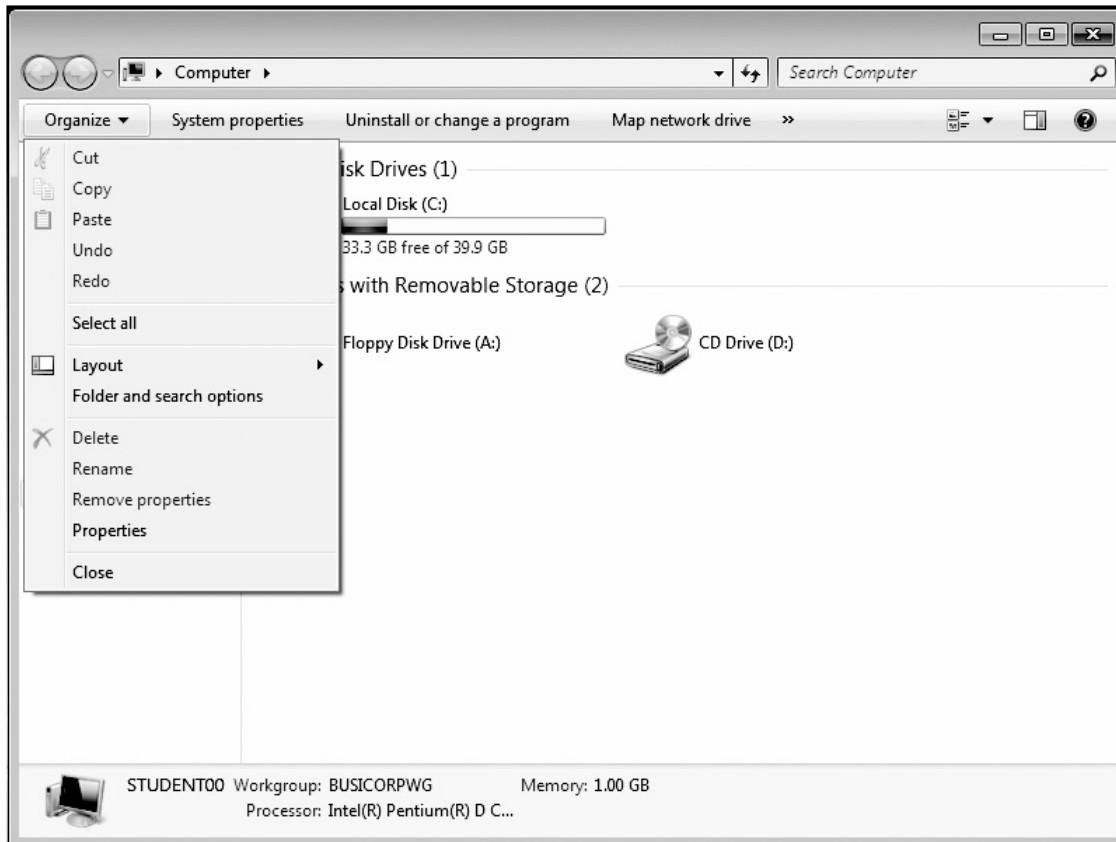 Computer
Search Computer
Organize System properties Uninstall or change a program Map network drive »
Cut
Copy
Paste
Undo
Redo
Select all
Layout
Folder and search options
Delete
Rename
Remove properties
Properties
Close
isk Drives (1)
Local Disk (C:)
33.3 GB free of 39.9 GB
s with Removable Storage (2)
Floppy Disk Drive (A:)
CD Drive (D:)
STUDENT00 Workgroup: BUSICORPWG Memory: 1.00 GB
Processor: Intel(R) Pentium(R) D C...